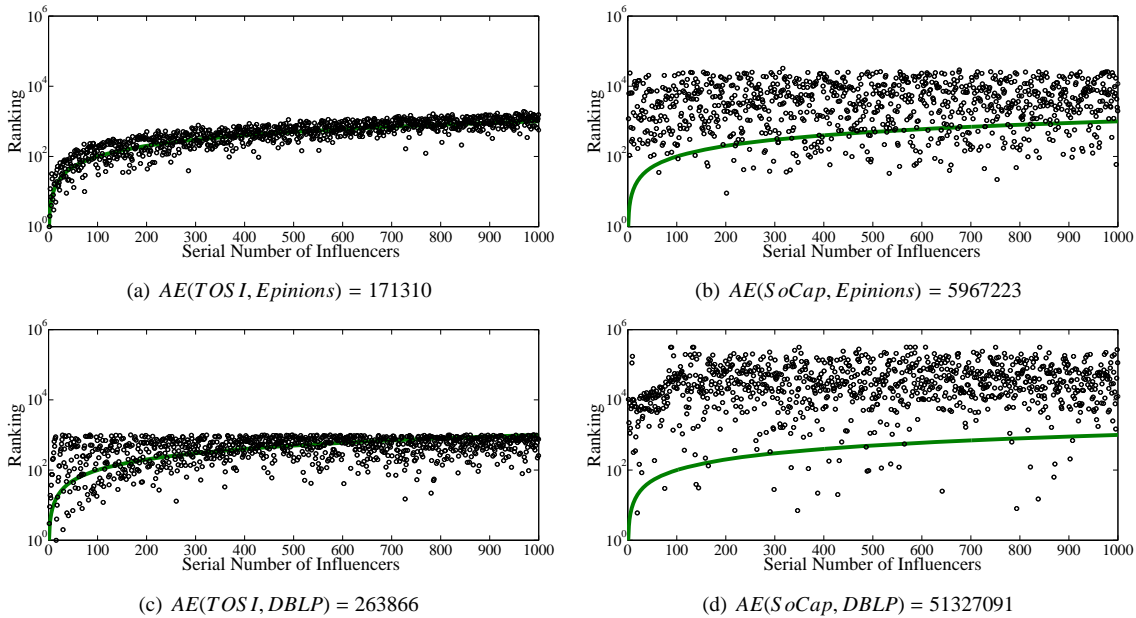 10^6
10^4
10^2
10^0
Ranking
0 100 200 300 400 500 600 700 800 900 1000
Serial Number of Influencers
(a) AE(TOSI, Epinions) = 171310
10^6
10^4
10^2
10^0
Ranking
0 100 200 300 400 500 600 700 800 900 1000
Serial Number of Influencers
(b) AE(SoCap, Epinions) = 5967223
10^6
10^4
10^2
10^0
Ranking
0 100 200 300 400 500 600 700 800 900 1000
Serial Number of Influencers
(c) AE(TOSI, DBLP) = 263866
10^6
10^4
10^2
10^0
Ranking
0 100 200 300 400 500 600 700 800 900 1000
Serial Number of Influencers
(d) AE(SoCap, DBLP) = 51327091